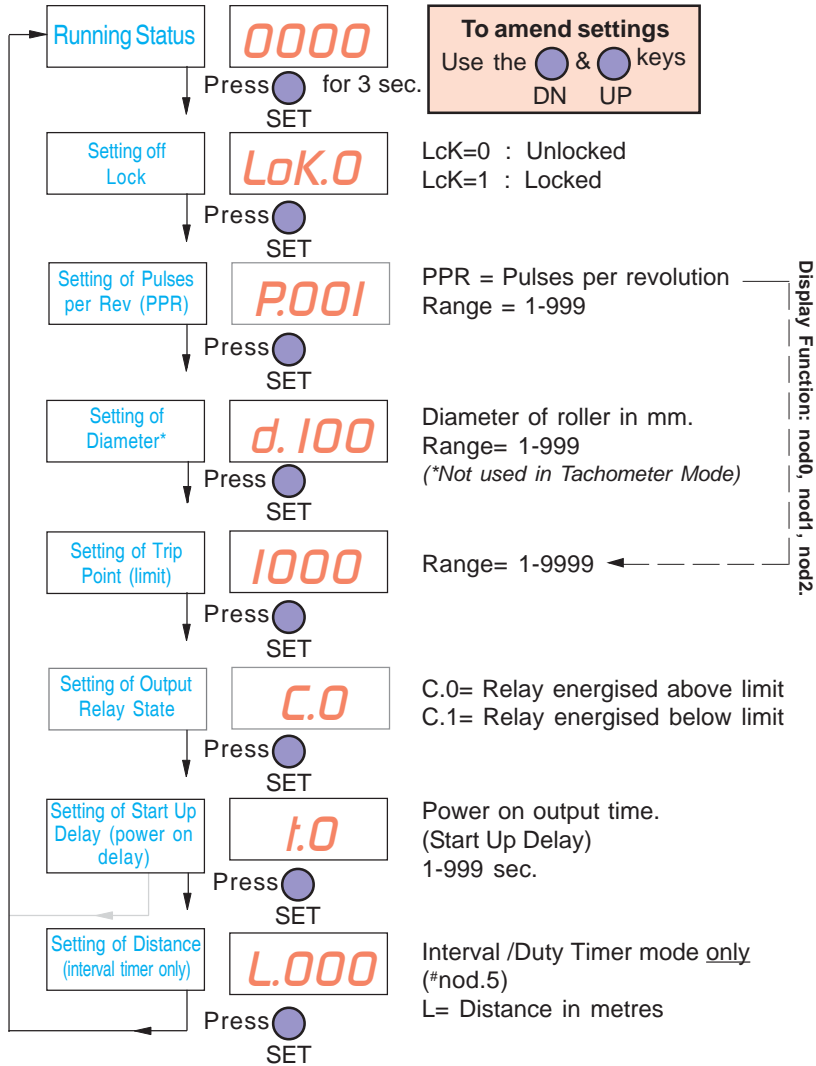 Running Status
0000
To amend settings
Use the & keys
DN UP
Press for 3 sec.
SET
Setting off
Lock
LoK.0
LcK=0 : Unlocked
LcK=1 : Locked
Press
SET
Setting of Pulses
per Rev (PPR)
P.001
PPR = Pulses per revolution
Range = 1-999
Press
SET
Display Function: nod0, nod1, nod2.
Setting of
Diameter*
d.100
Diameter of roller in mm.
Range= 1-999
(*Not used in Tachometer Mode)
Press
SET
Setting of Trip
Point (limit)
1000
Range= 1-9999
Press
SET
Setting of Output
Relay State
C.0
C.0= Relay energised above limit
C.1= Relay energised below limit
Press
SET
Setting of Start Up
Delay (power on
delay)
t.0
Power on output time.
(Start Up Delay)
1-999 sec.
Press
SET
Setting of Distance
(interval timer only)
L.000
Interval /Duty Timer mode only
(#nod.5)
L= Distance in metres
Press
SET